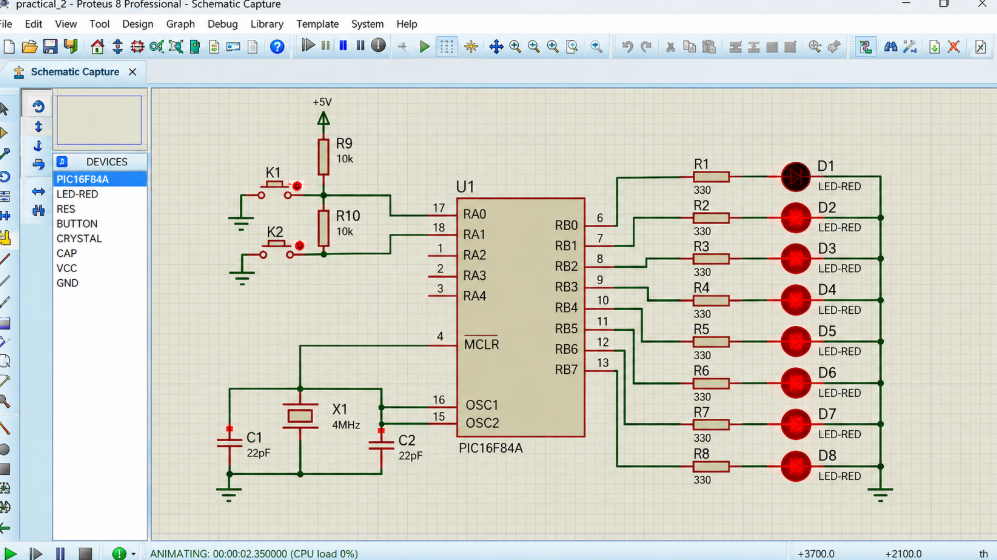 practical_2 - Proteus 8 Professional - Schematic Capture
File Edit View Tool Design Graph Debug Library Template System Help
Schematic Capture
DEVICES
PIC16F84A
LED-RED
RES
BUTTON
CRYSTAL
CAP
VCC
GND
+5V
R9
10k
K1
R10
10k
K2
U1
17 RA0
18 RA1
1 RA2
2 RA3
3 RA4
4 MCLR
16 OSC1
15 OSC2
RB0 6
RB1 7
RB2 8
RB3 9
RB4 10
RB5 11
RB6 12
RB7 13
PIC16F84A
X1
4MHz
C1
22pF
C2
22pF
R1
330
D1
LED-RED
R2
330
D2
LED-RED
R3
330
D3
LED-RED
R4
330
D4
LED-RED
R5
330
D5
LED-RED
R6
330
D6
LED-RED
R7
330
D7
LED-RED
R8
330
D8
LED-RED
ANIMATING: 00:00:02.350000 (CPU load 0%)
+3700.0
+2100.0
th